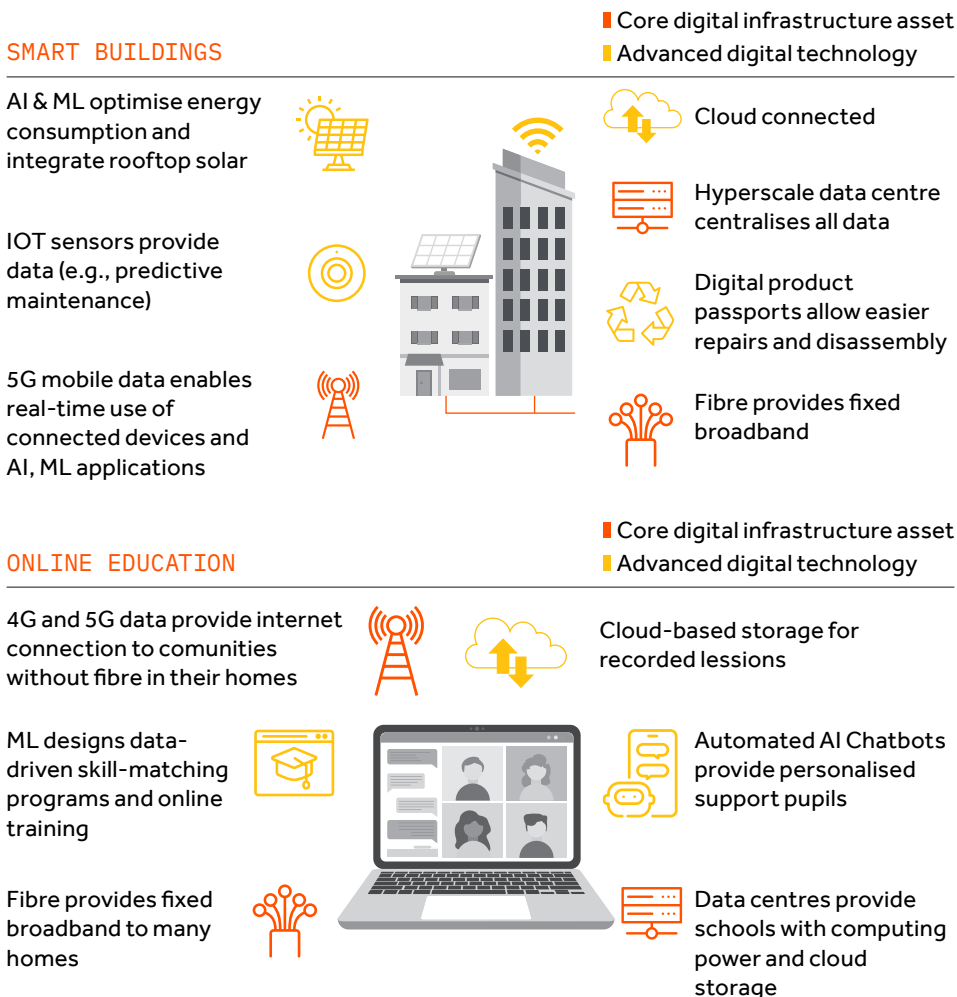 Core digital infrastructure asset
SMART BUILDINGS
Advanced digital technology
AI & ML optimise energy
consumption and
integrate rooftop solar
Cloud connected
Hyperscale data centre
centralises all data
IOT sensors provide
data (e.g., predictive
maintenance)
Digital product
passports allow easier
repairs and disassembly
5G mobile data enables
real-time use of
connected devices and
AI, ML applications
Fibre provides fixed
broadband
Core digital infrastructure asset
ONLINE EDUCATION
Advanced digital technology
4G and 5G data provide internet
connection to comunities
without fibre in their homes
Cloud-based storage for
recorded lessions
ML designs data-
driven skill-matching
programs and online
training
Automated AI Chatbots
provide personalised
support pupils
Fibre provides fixed
broadband to many
homes
Data centres provide
schools with computing
power and cloud
storage